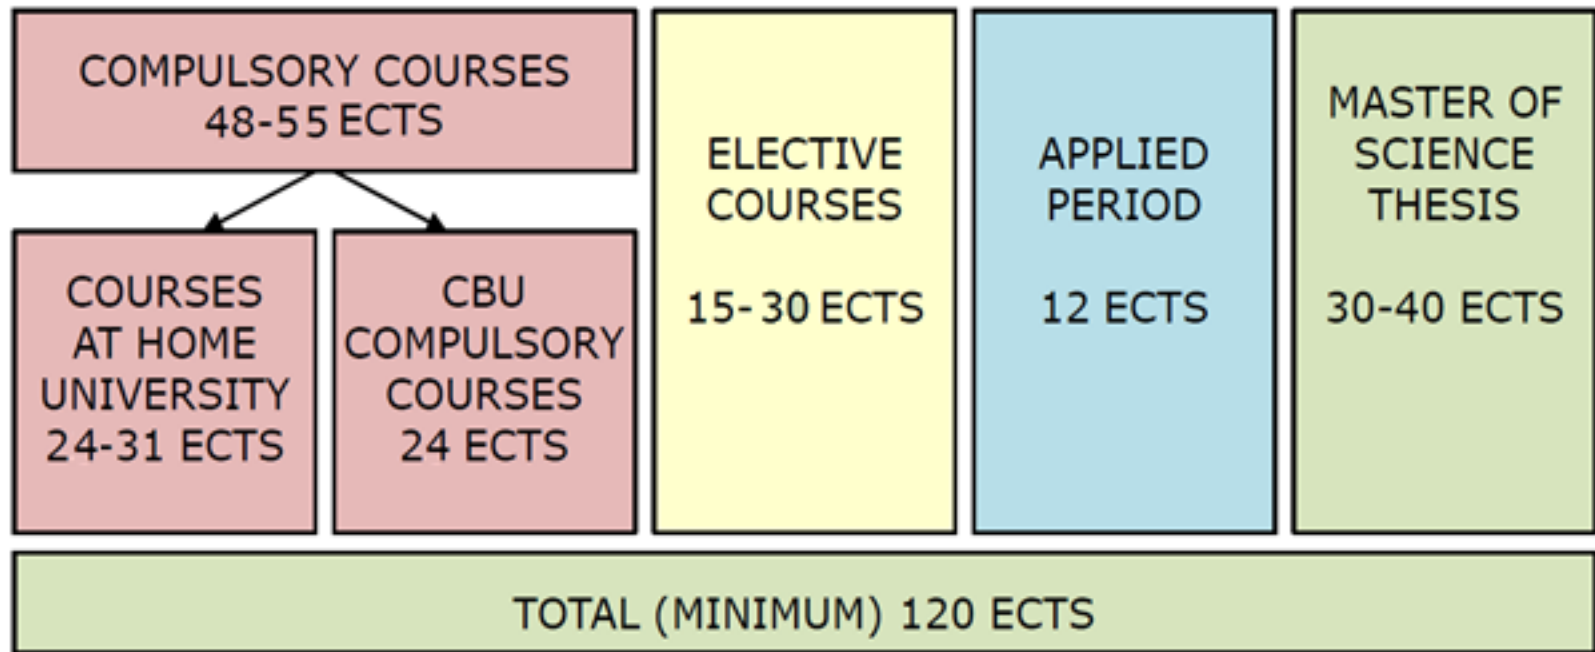 COMPULSORY COURSES
48-55 ECTS
COURSES
AT HOME
UNIVERSITY
24-31 ECTS
CBU
COMPULSORY
COURSES
24 ECTS
ELECTIVE
COURSES
15-30 ECTS
APPLIED
PERIOD
12 ECTS
MASTER OF
SCIENCE
THESIS
30-40 ECTS
TOTAL (MINIMUM) 120 ECTS